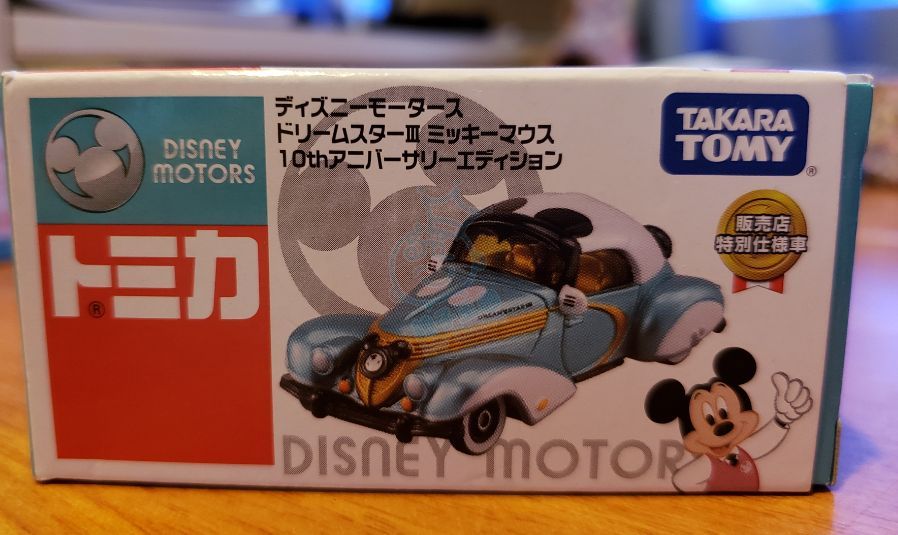 DISNEY
MOTORS
トミカ
®
ディズニーモータース
ドリームスターⅢ ミッキーマウス
10thアニバーサリーエディション
TAKARA
TOMY
®
販売店
特別仕様車
DREAM STAR III
DISNEY MOTOR